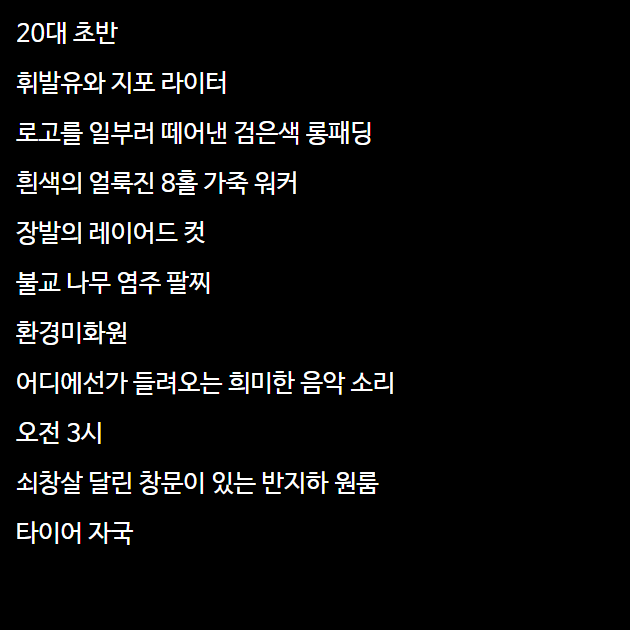 20대 초반
휘발유와 지포 라이터
로고를 일부러 떼어낸 검은색 롱패딩
흰색의 얼룩진 8홀 가죽 워커
장발의 레이어드 컷
불교 나무 염주 팔찌
환경미화원
어디에선가 들려오는 희미한 음악 소리
오전 3시
쇠창살 달린 창문이 있는 반지하 원룸
타이어 자국